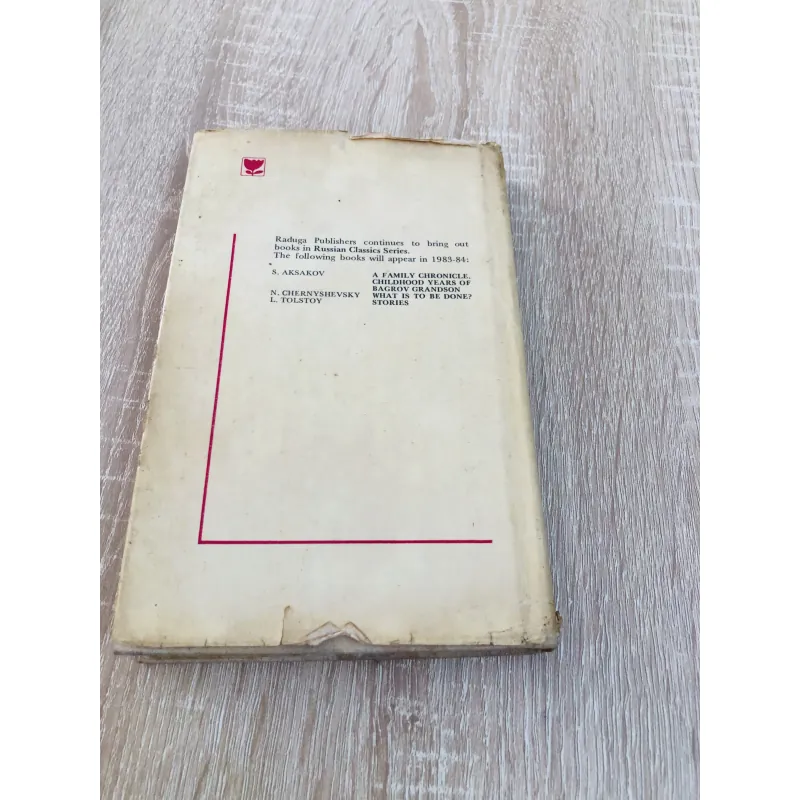 Raduga Publishers continues to bring out
books in Russian Classics Series.
The following books will appear in 1983-84:
S. AKSAKOV A FAMILY CHRONICLE.
CHILDHOOD YEARS OF
BAGROV GRANDSON
N. CHERNYSHEVSKY WHAT IS TO BE DONE?
L. TOLSTOY STORIES